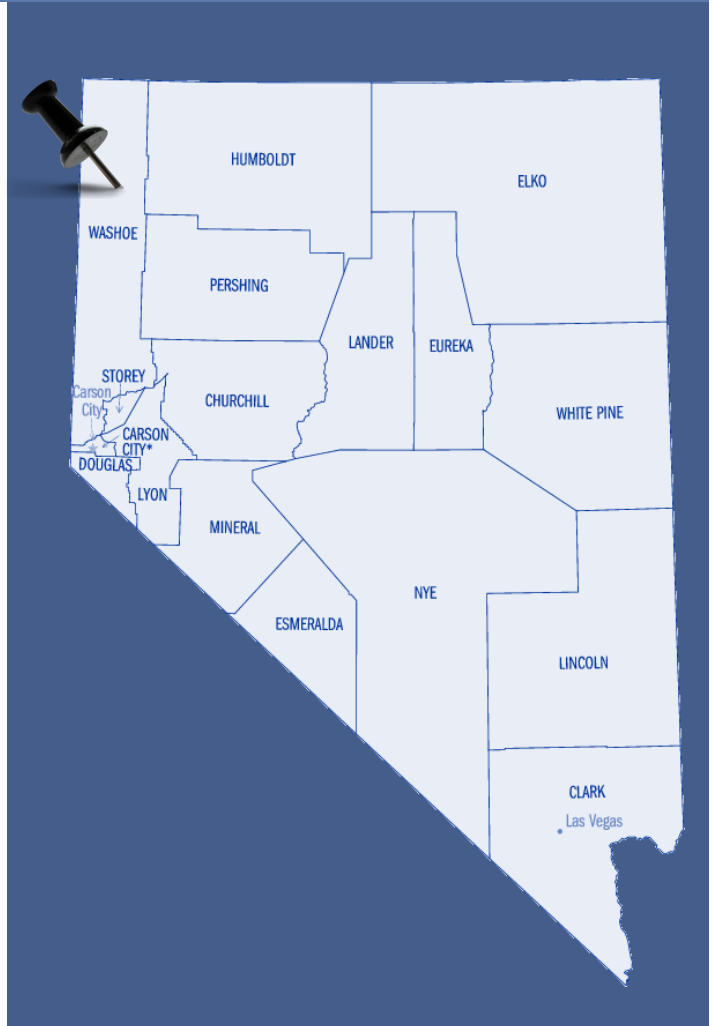 HUMBOLDT
ELKO
WASHOE
PERSHING
LANDER
EUREKA
STOREY
Carson
City
CHURCHILL
WHITE PINE
CARSON
CITY*
DOUGLAS
LYON
MINERAL
NYE
ESMERALDA
LINCOLN
CLARK
Las Vegas